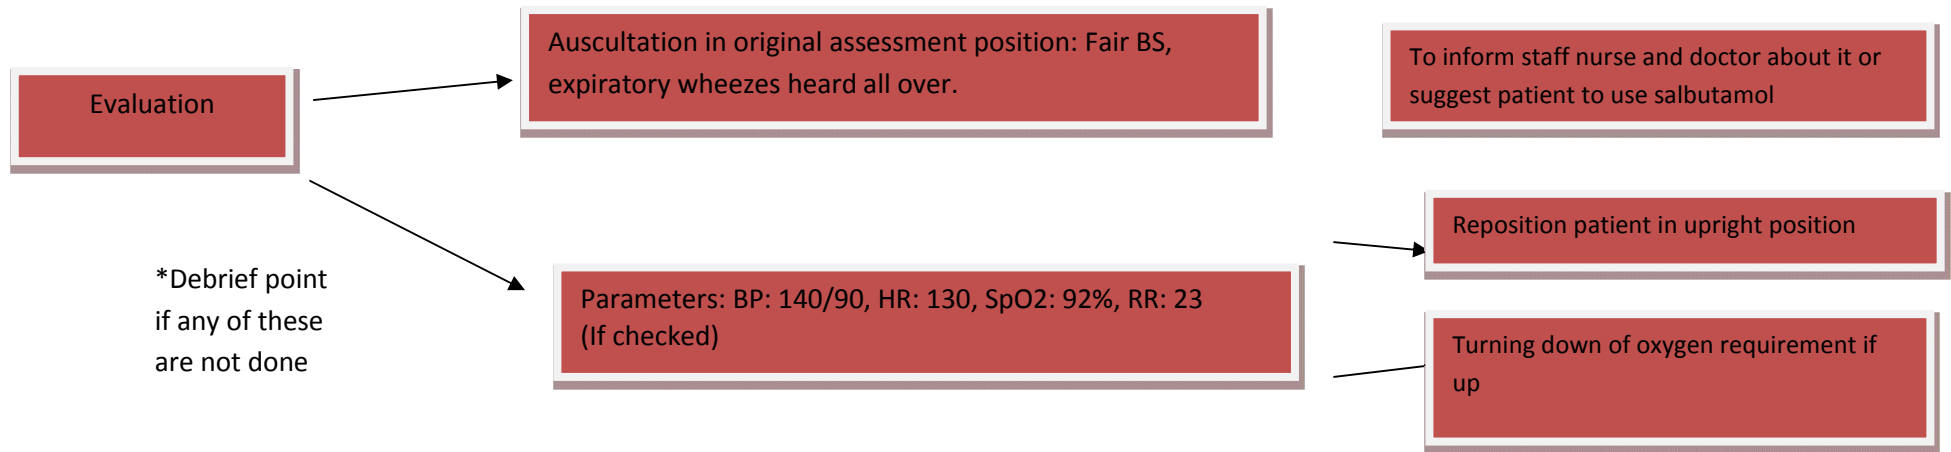 Evaluation
Auscultation in original assessment position: Fair BS,
expiratory wheezes heard all over.
To inform staff nurse and doctor about it or
suggest patient to use salbutamol
*Debrief point
if any of these
are not done
Parameters: BP: 140/90, HR: 130, SpO2: 92%, RR: 23
(If checked)
Reposition patient in upright position
Turning down of oxygen requirement if
up